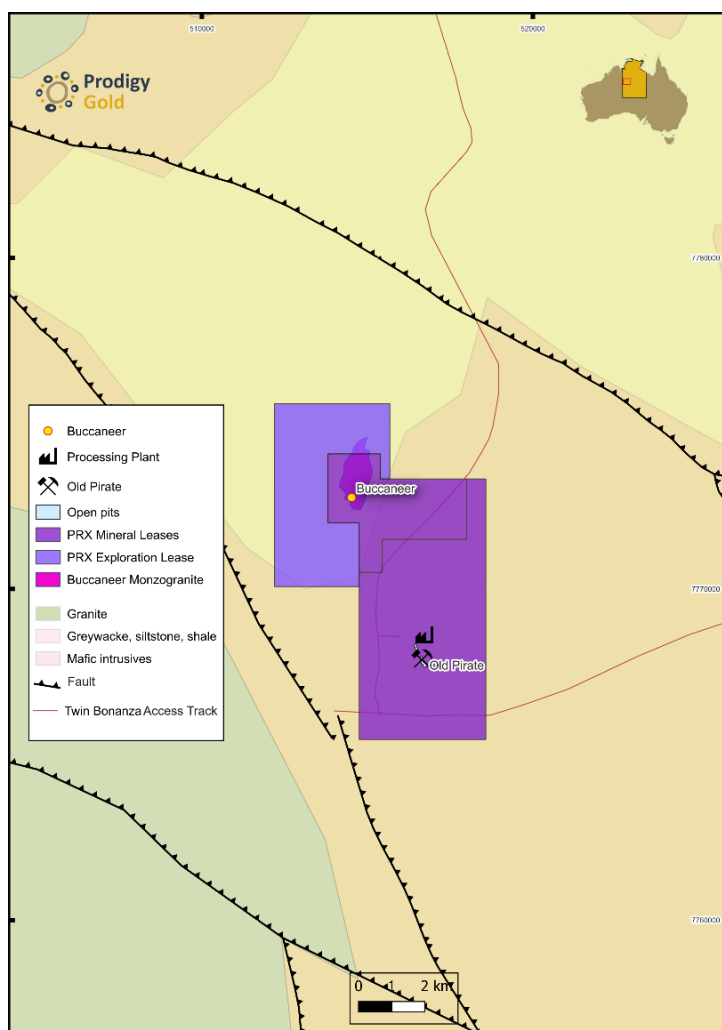 510000
520000
Prodigy
Gold
7780000
Buccaneer
Processing Plant
Old Pirate
Open pits
PRX Mineral Leases
PRX Exploration Lease
Buccaneer Monzogranite
Granite
Greywacke, siltstone, shale
Mafic intrusives
Fault
Twin Bonanza Access Track
Buccaneer
7770000
Old Pirate
7760000
0 1 2 km